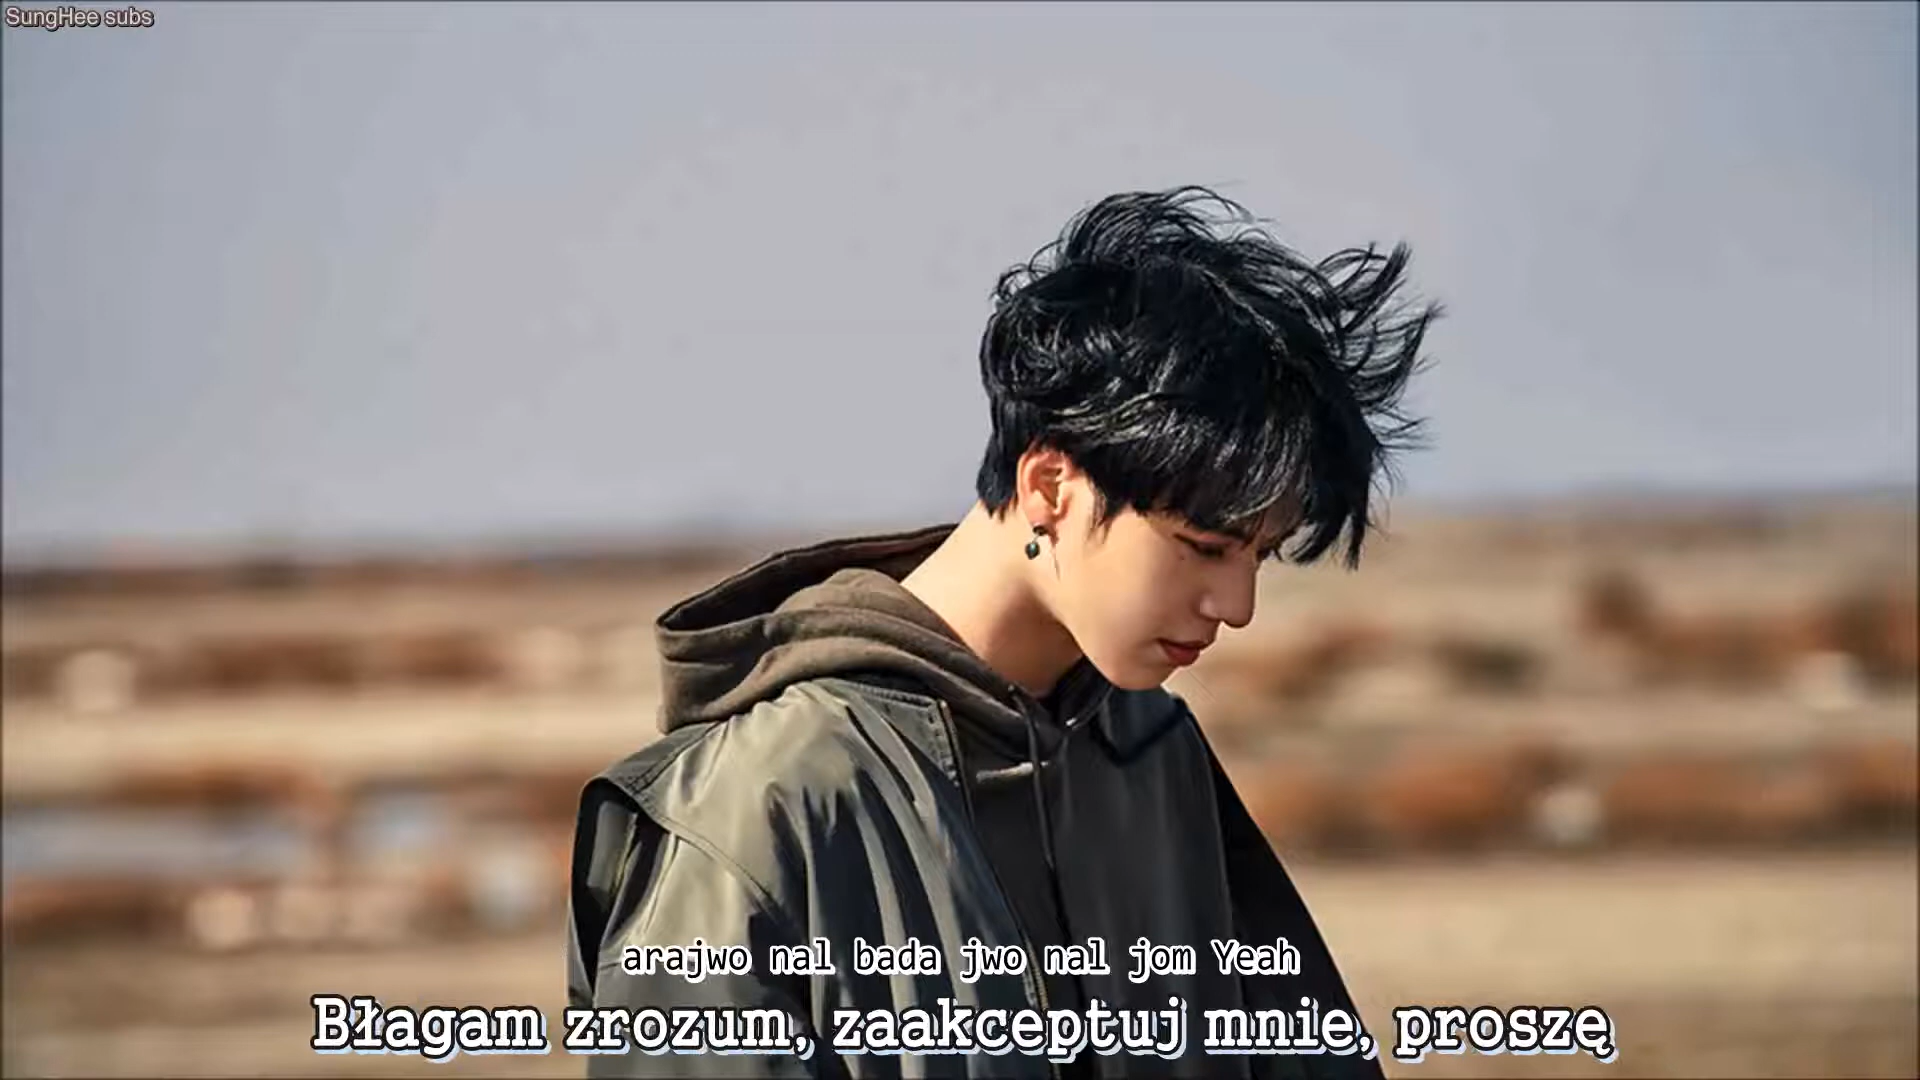 SungHee subs
arajwo nal bada jwo nal jom Yeah
Błagam zrozum, zaakceptuj mnie, proszę